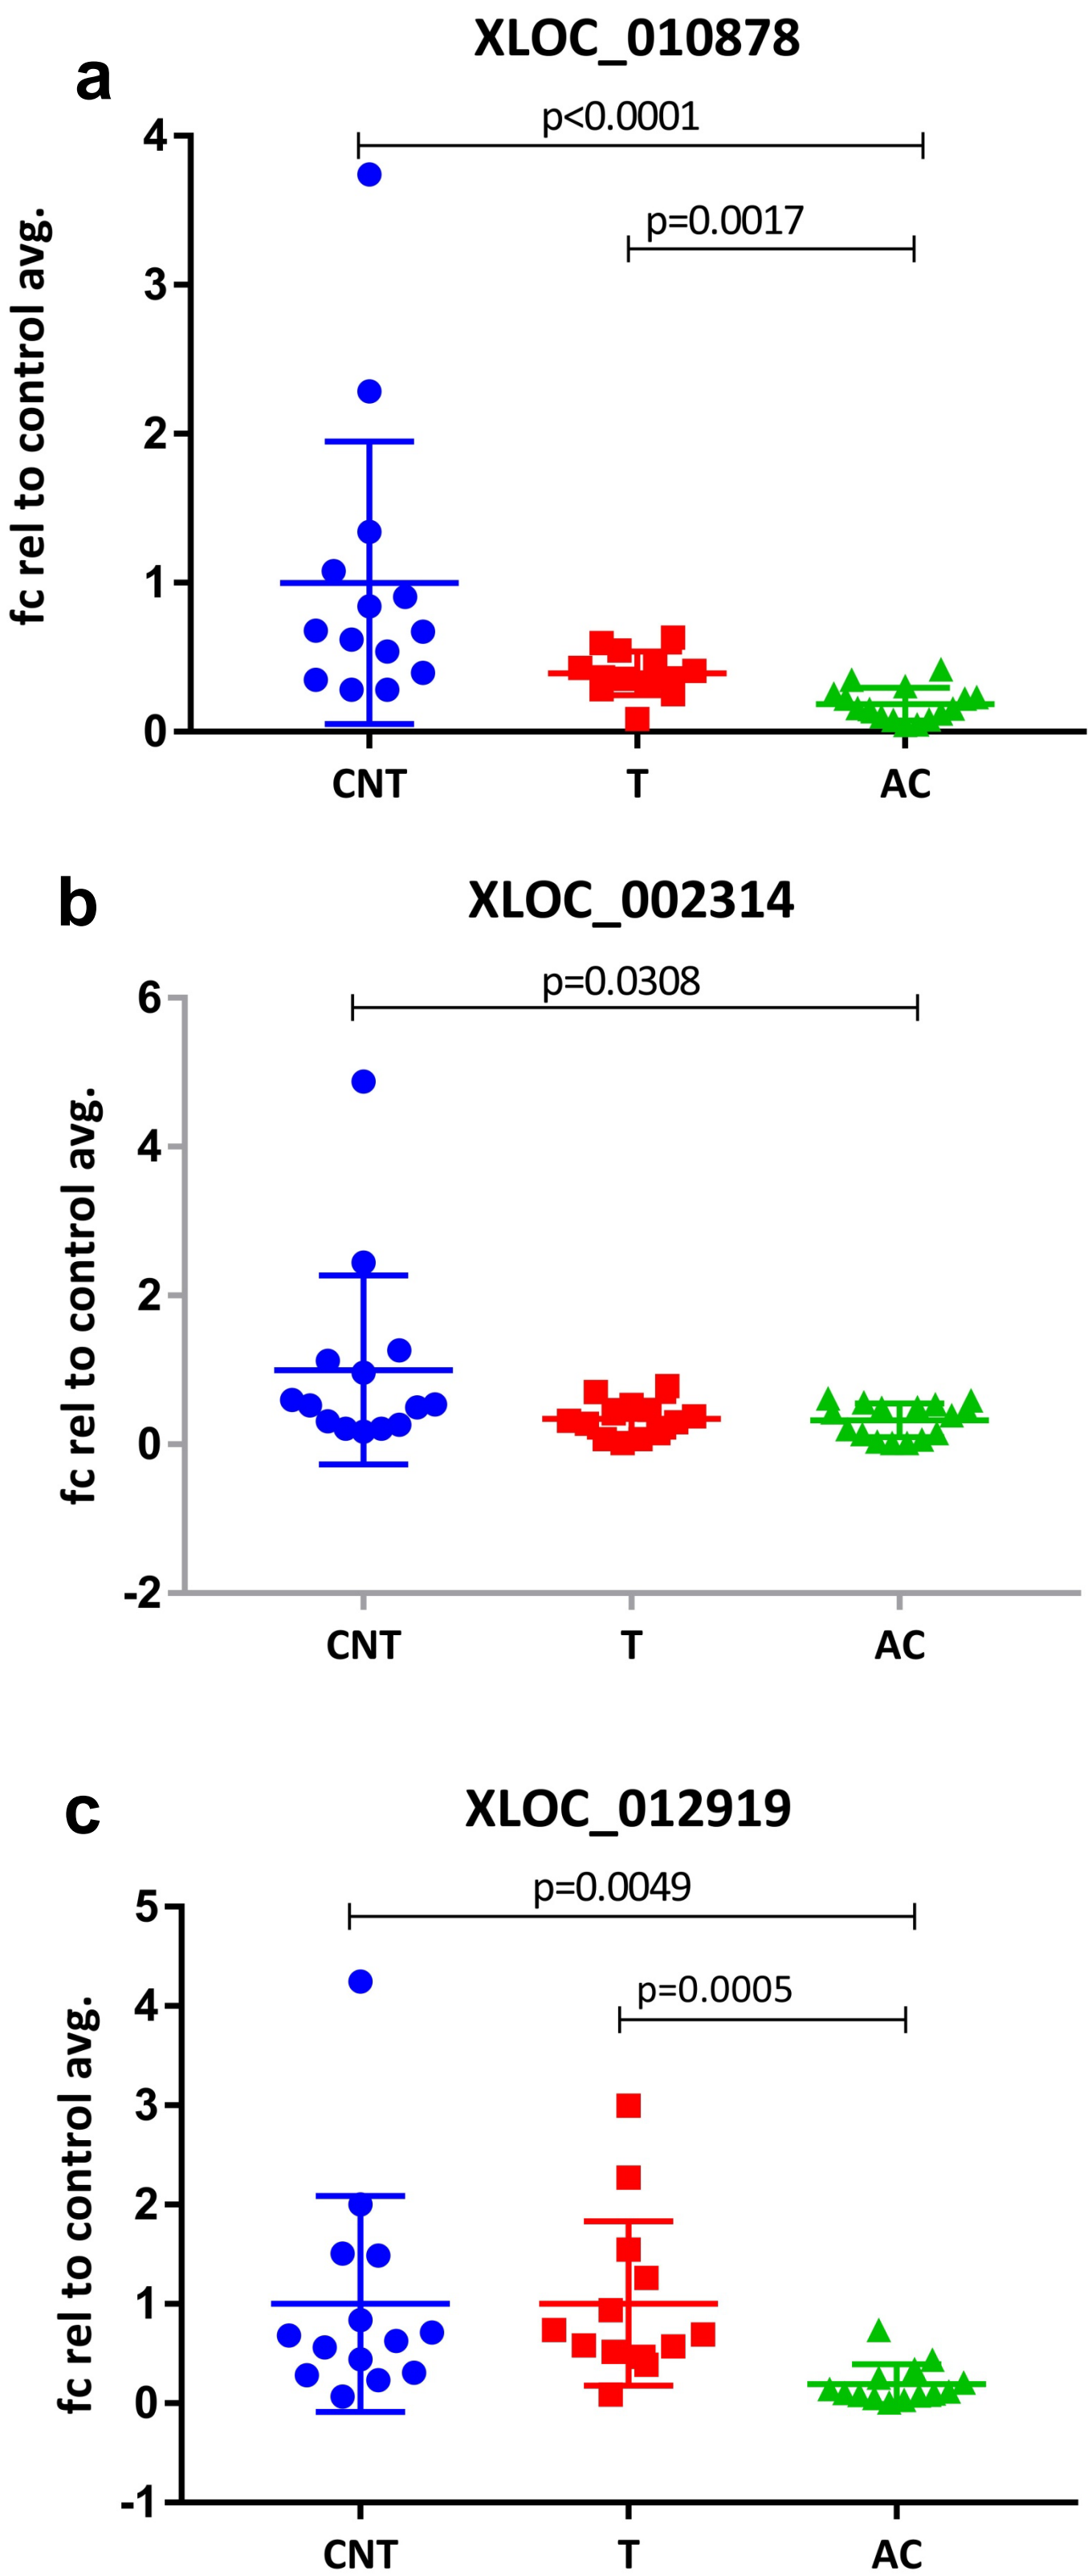 a
XLOC_010878
p<0.0001
p=0.0017
fc rel to control avg.
4
3
2
1
0
CNT T AC
b
XLOC_002314
p=0.0308
fc rel to control avg.
6
4
2
0
-2
CNT T AC
c
XLOC_012919
p=0.0049
p=0.0005
fc rel to control avg.
5
4
3
2
1
0
-1
CNT T AC